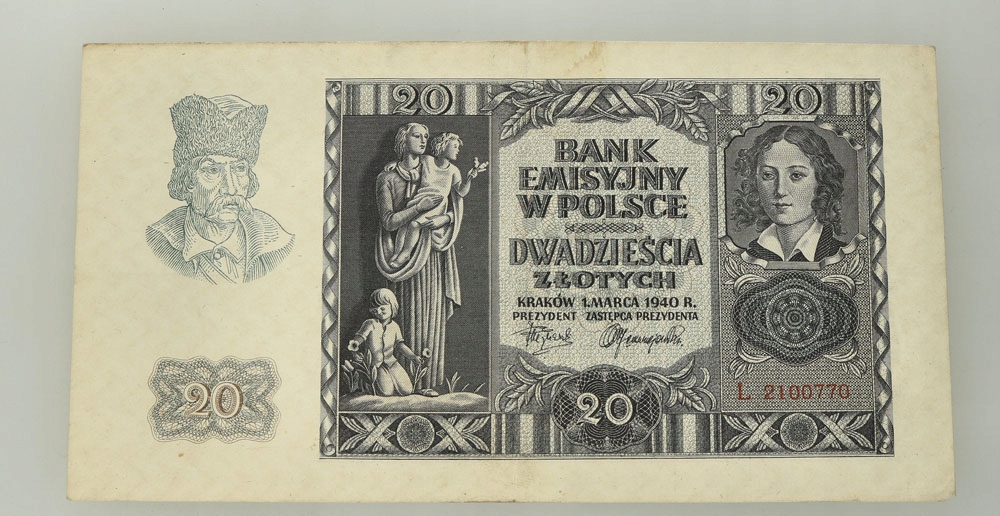 20
20
BANK
EMISYJNY
W POLSCE
DWADZIEŚCIA
ZŁOTYCH
KRAKÓW 1. MARCA 1940 R.
PREZYDENT ZASTĘPCA PREZYDENTA
L 2100770
20
20